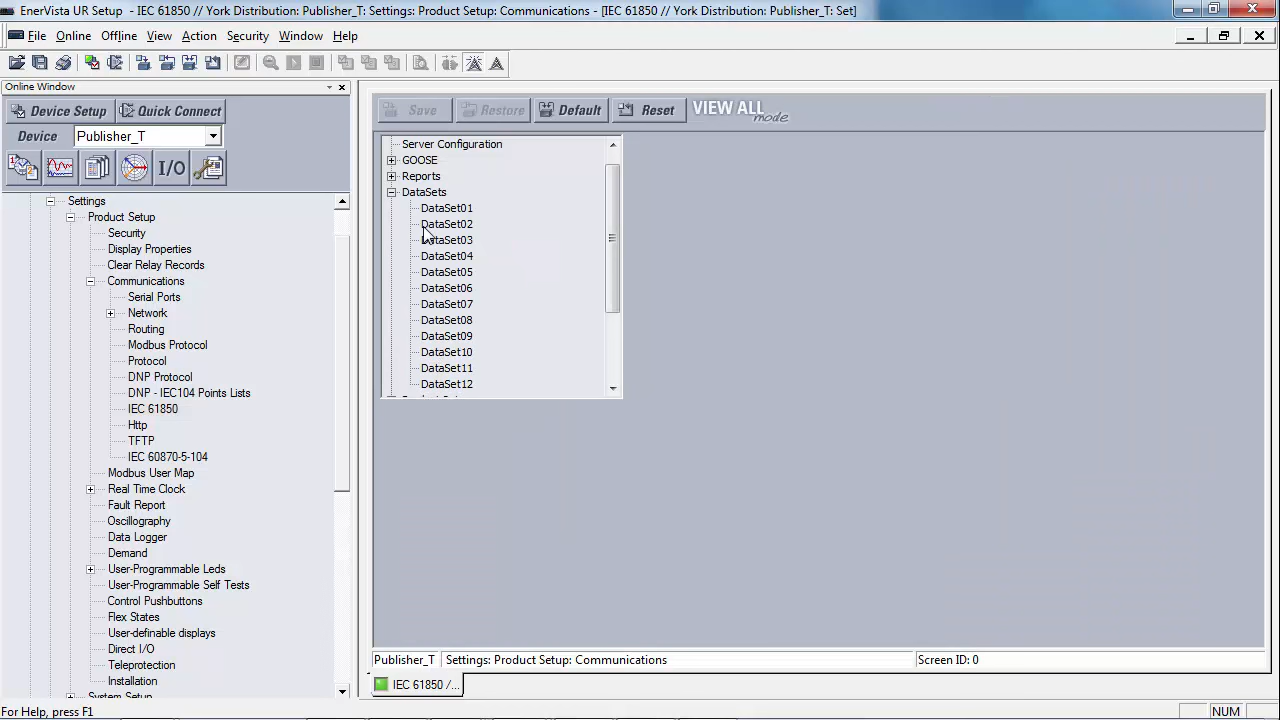 EnerVista UR Setup - IEC 61850 // York Distribution: Publisher_T: Settings: Product Setup: Communications - [IEC 61850 // York Distribution: Publisher_T: Set]
File Online Offline View Action Security Window Help
Online Window
Device Setup Quick Connect
Device Publisher_T
I/O
Settings
Product Setup
Security
Display Properties
Clear Relay Records
Communications
Serial Ports
Network
Routing
Modbus Protocol
Protocol
DNP Protocol
DNP - IEC104 Points Lists
IEC 61850
Http
TFTP
IEC 60870-5-104
Modbus User Map
Real Time Clock
Fault Report
Oscillography
Data Logger
Demand
User-Programmable Leds
User-Programmable Self Tests
Control Pushbuttons
Flex States
User-definable displays
Direct I/O
Teleprotection
Installation
System Setup
Save Restore Default Reset VIEW ALL mode
Server Configuration
GOOSE
Reports
DataSets
DataSet01
DataSet02
DataSet03
DataSet04
DataSet05
DataSet06
DataSet07
DataSet08
DataSet09
DataSet10
DataSet11
DataSet12
Publisher_T Settings: Product Setup: Communications Screen ID: 0
IEC 61850 /...
For Help, press F1 NUM